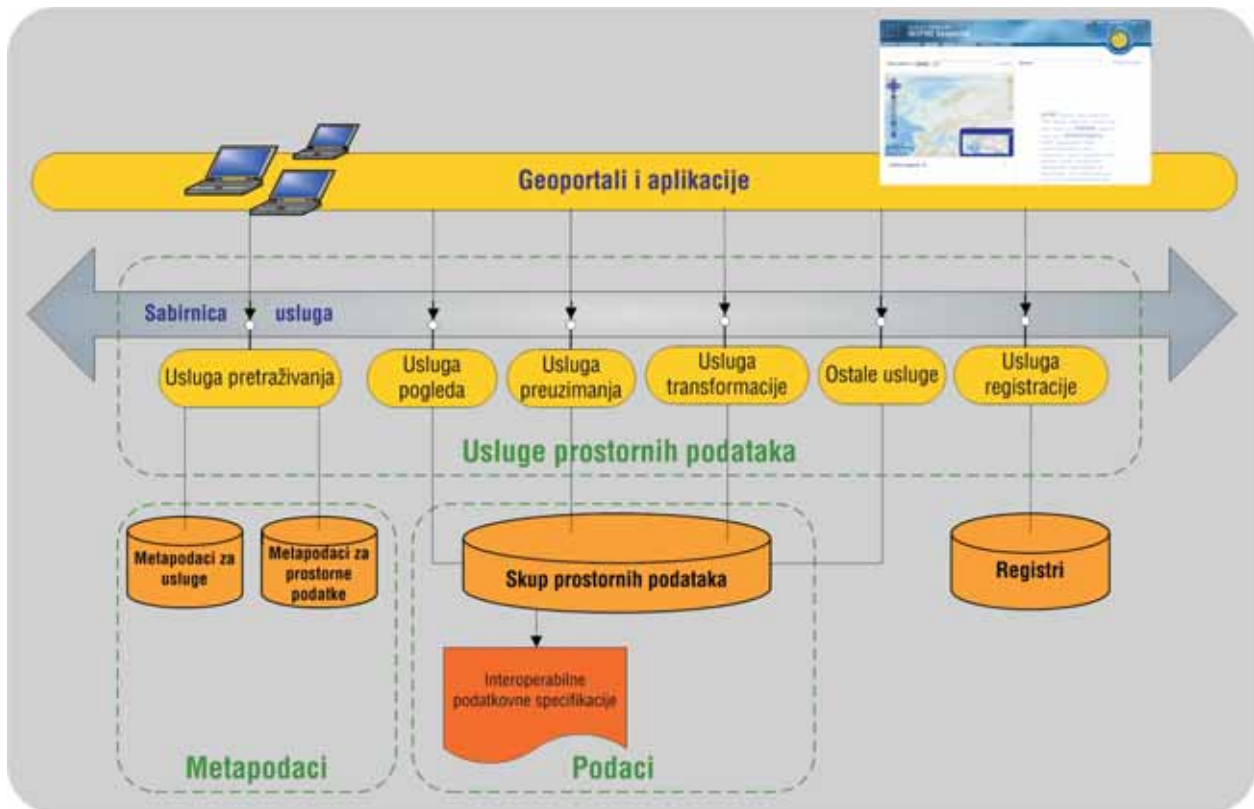 Geoportali i aplikacije
Sabirnica usluga
Usluga pretraživanja
Usluga
pogleda
Usluga
preuzimanja
Usluga
transformacije
Ostale usluge
Usluga
registracije
Usluge prostornih podataka
Metapodaci za
usluge
Metapodaci za
prostorne
podatke
Skup prostornih podataka
Registri
Interoperabilne
podatkovne specifikacije
Metapodaci
Podaci